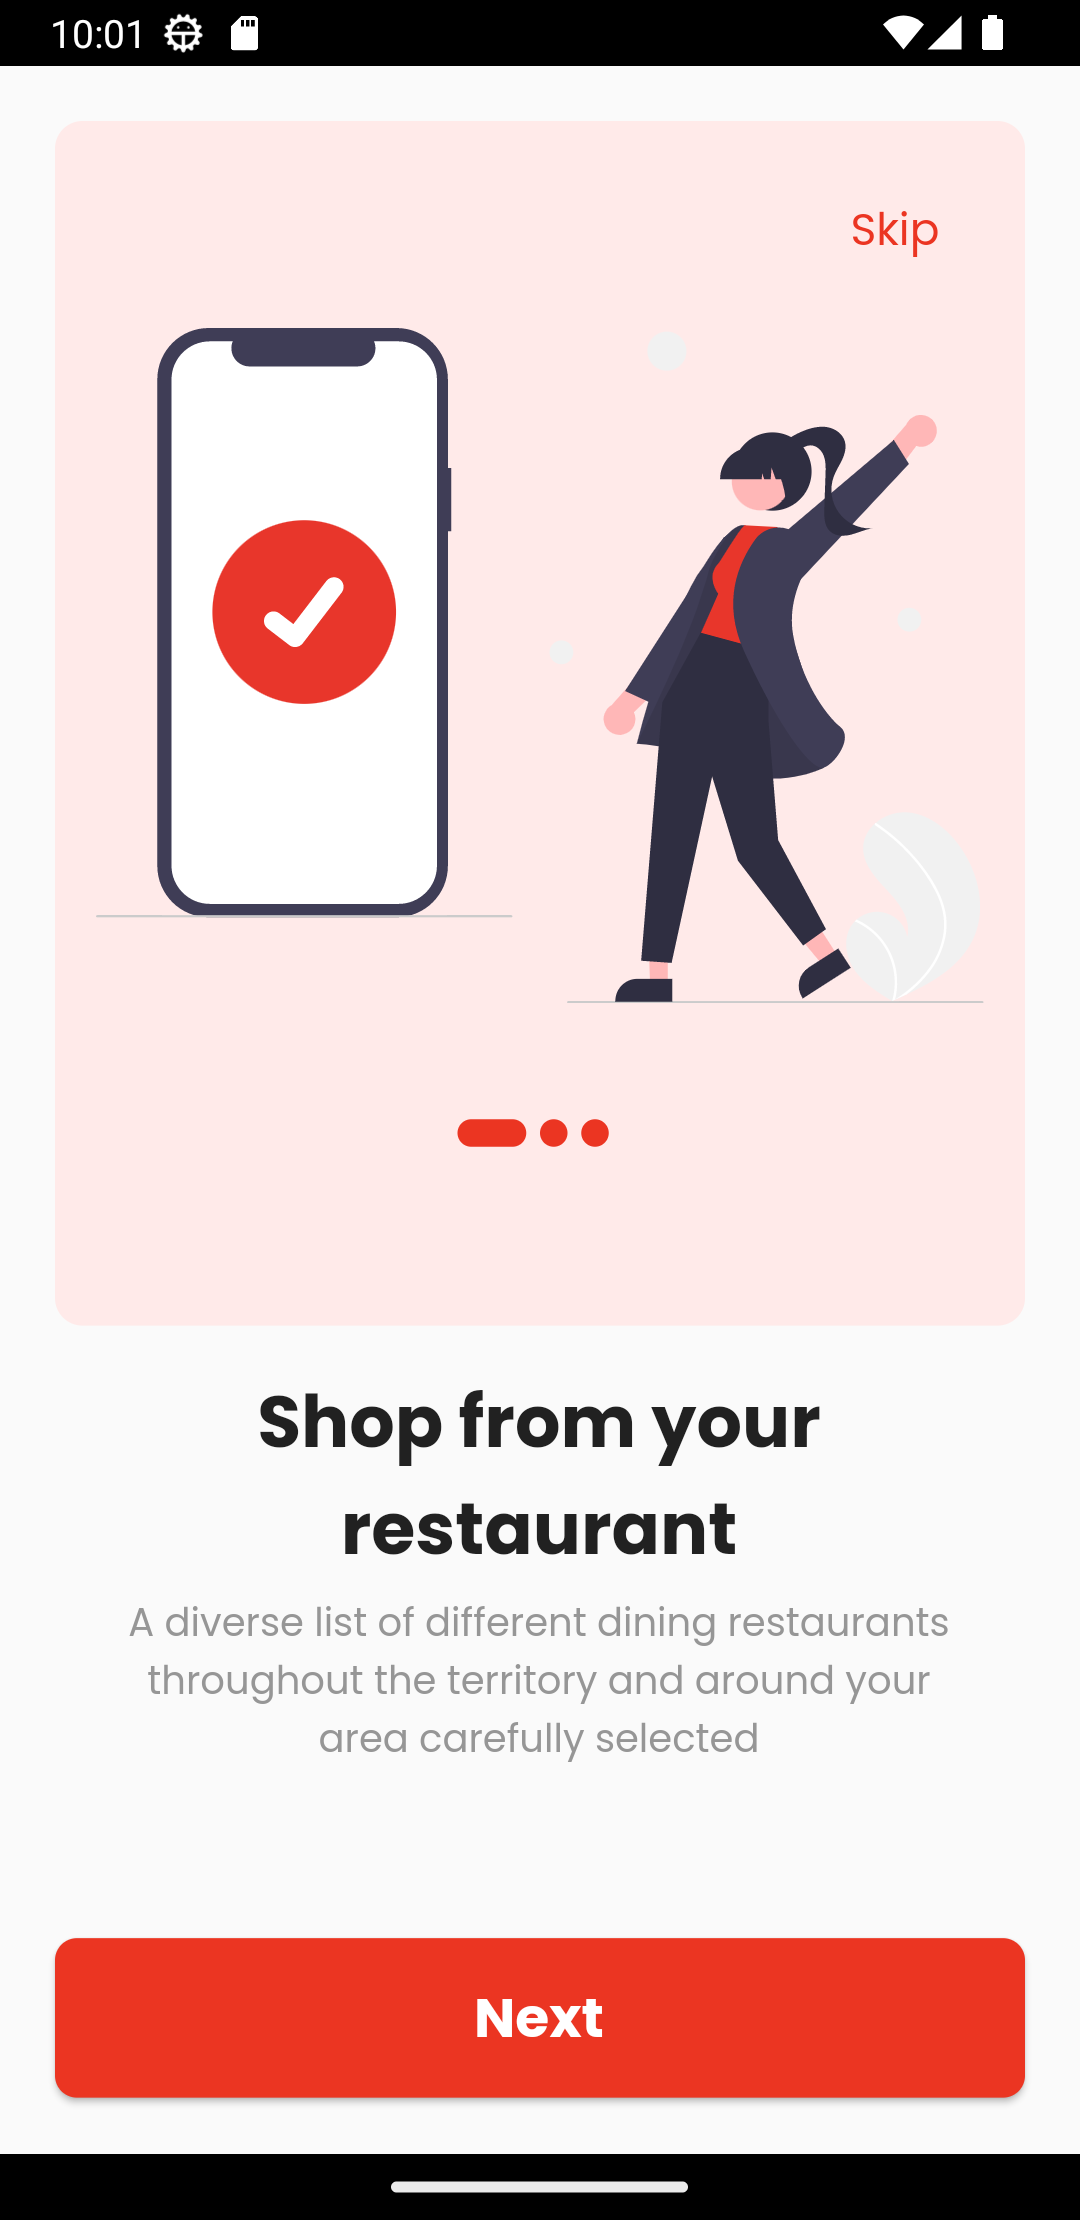 10:01
Skip
Shop from your
restaurant
A diverse list of different dining restaurants
throughout the territory and around your
area carefully selected
Next